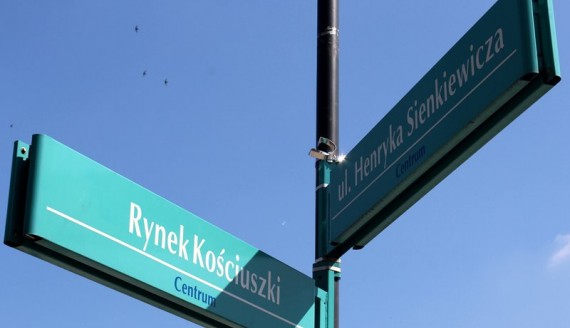 Rynek Kościuszki
Centrum
ul. Henryka Sienkiewicza
Centrum